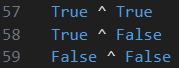 57 True ^ True
58 True ^ False
59 False ^ False